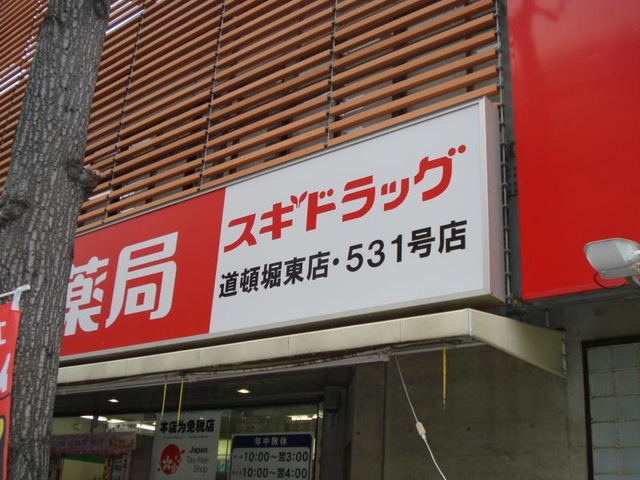 薬局
スギドラッグ
道頓堀東店・531号店
本店为免税店
Japan.
Tax-free
Shop
年中無休
10:00〜翌3:00
10:00〜翌4:00